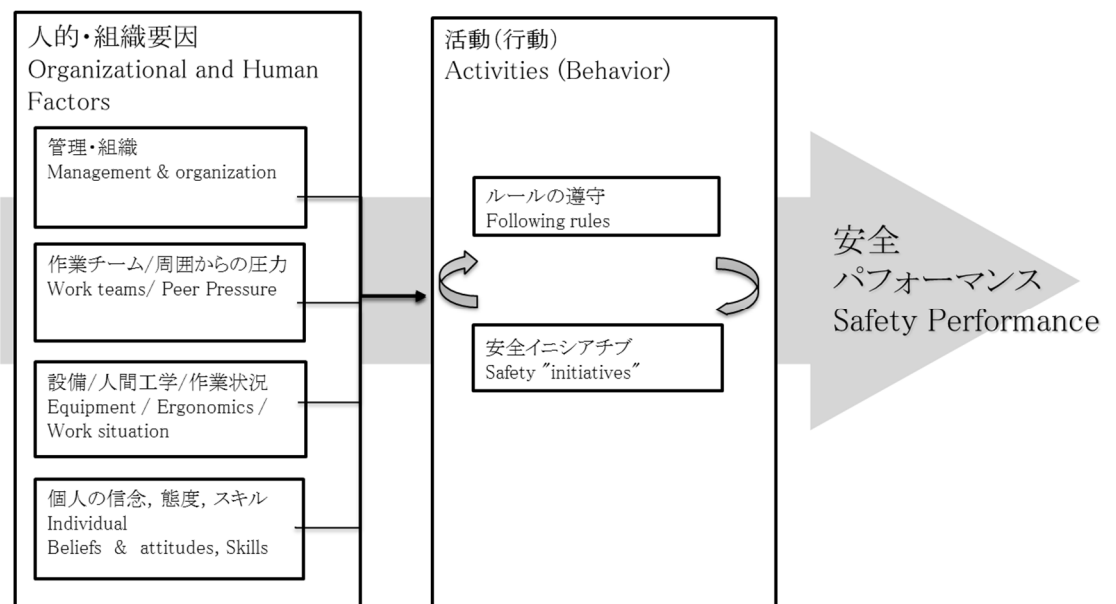 人的・組織要因
Organizational and Human
Factors
管理・組織
Management & organization
作業チーム/周囲からの圧力
Work teams/ Peer Pressure
設備/人間工学/作業状況
Equipment / Ergonomics /
Work situation
個人の信念, 態度, スキル
Individual
Beliefs & attitudes, Skills
活動(行動)
Activities (Behavior)
ルールの遵守
Following rules
安全イニシアチブ
Safety "initiatives"
安全
パフォーマンス
Safety Performance